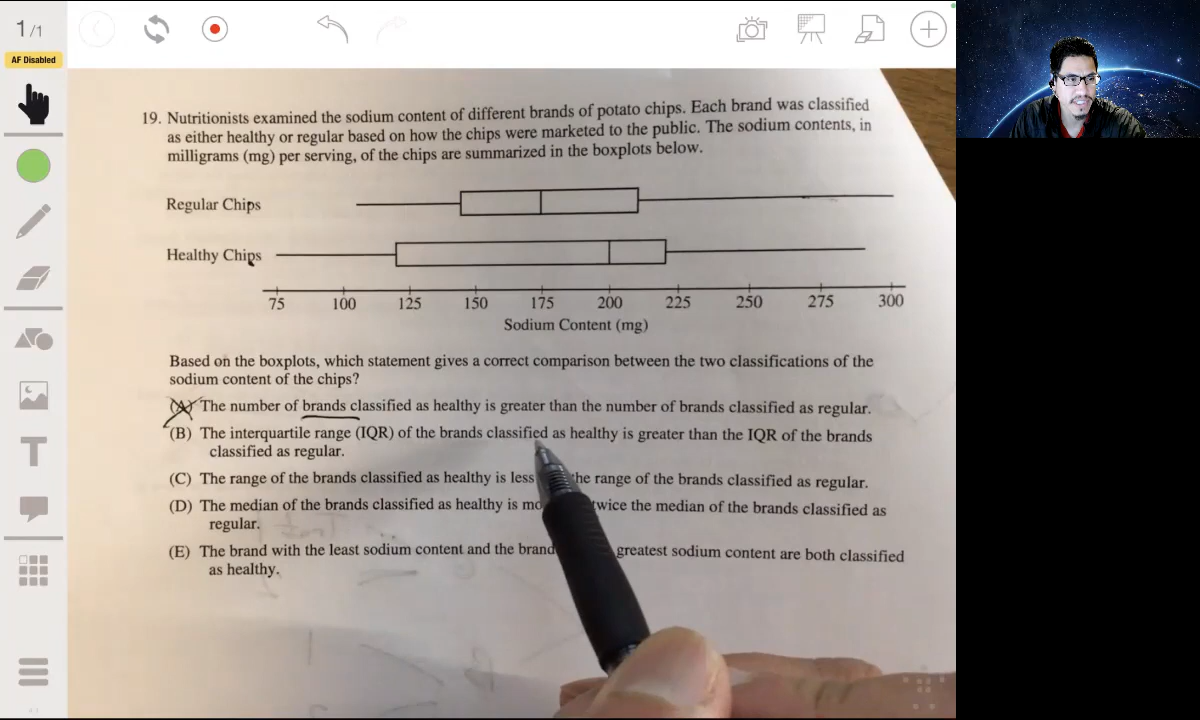 1/1
AF Disabled
19. Nutritionists examined the sodium content of different brands of potato chips. Each brand was classified
as either healthy or regular based on how the chips were marketed to the public. The sodium contents, in
milligrams (mg) per serving, of the chips are summarized in the boxplots below.
Regular Chips
Healthy Chips
75 100 125 150 175 200 225 250 275 300
Sodium Content (mg)
Based on the boxplots, which statement gives a correct comparison between the two classifications of the
sodium content of the chips?
(A) The number of brands classified as healthy is greater than the number of brands classified as regular.
(B) The interquartile range (IQR) of the brands classified as healthy is greater than the IQR of the brands
classified as regular.
(C) The range of the brands classified as healthy is less the range of the brands classified as regular.
(D) The median of the brands classified as healthy is twice the median of the brands classified as
regular.
(E) The brand with the least sodium content and the brand greatest sodium content are both classified
as healthy.
T